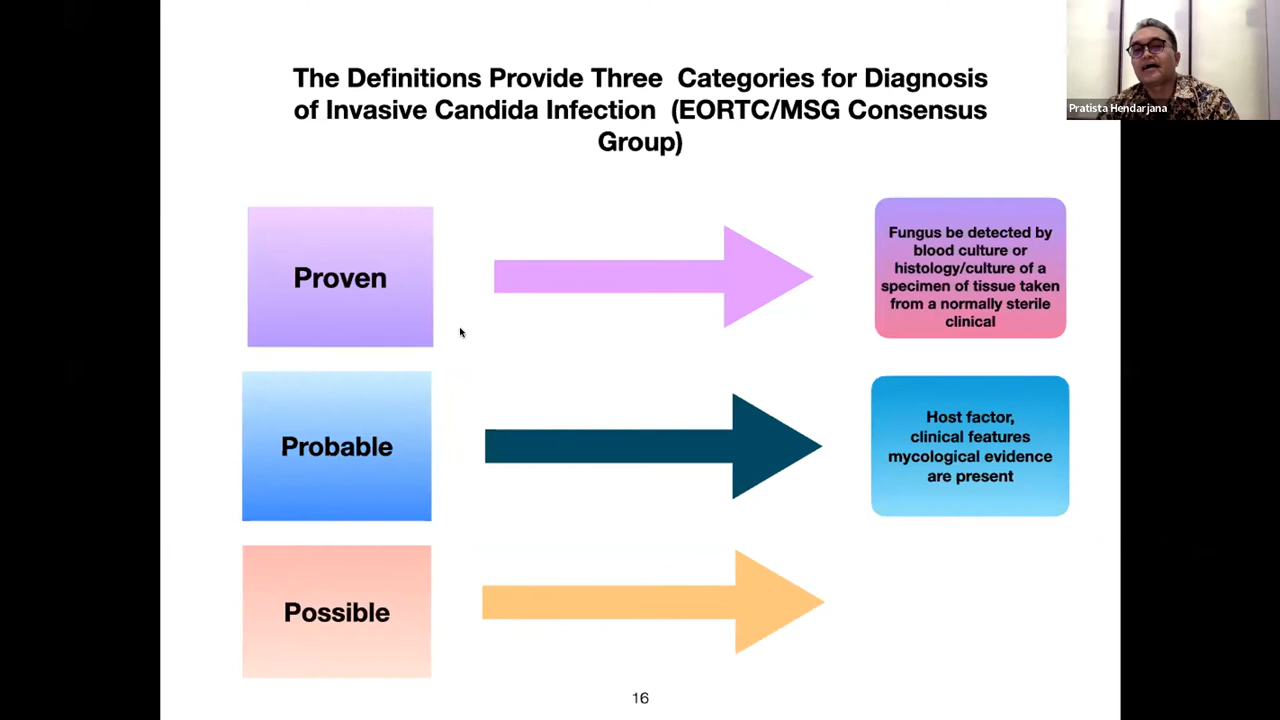 The Definitions Provide Three Categories for Diagnosis
of Invasive Candida Infection (EORTC/MSG Consensus
Group)
Pratista Hendarjana
Proven
Fungus be detected by
blood culture or
histology/culture of a
specimen of tissue taken
from a normally sterile
clinical
Probable
Host factor,
clinical features
mycological evidence
are present
Possible
16